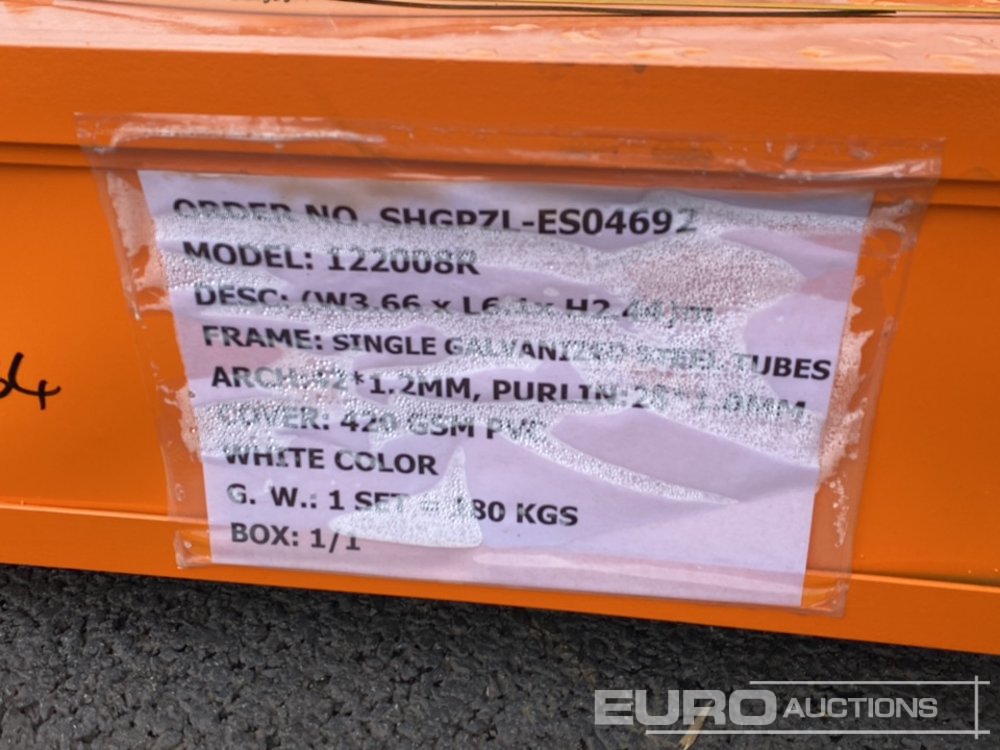 ORDER NO. SHGPZL-ES04692
MODEL: 122008R
DESC: (W3.66 x L6.1x H2.44)m
FRAME: SINGLE GALVANIZED STEEL TUBES
ARCH:42*1.2MM, PURLIN:28*1.0MM
COVER: 420 GSM PVC
WHITE COLOR
G. W.: 1 SET = 180 KGS
BOX: 1/1
EURO AUCTIONS